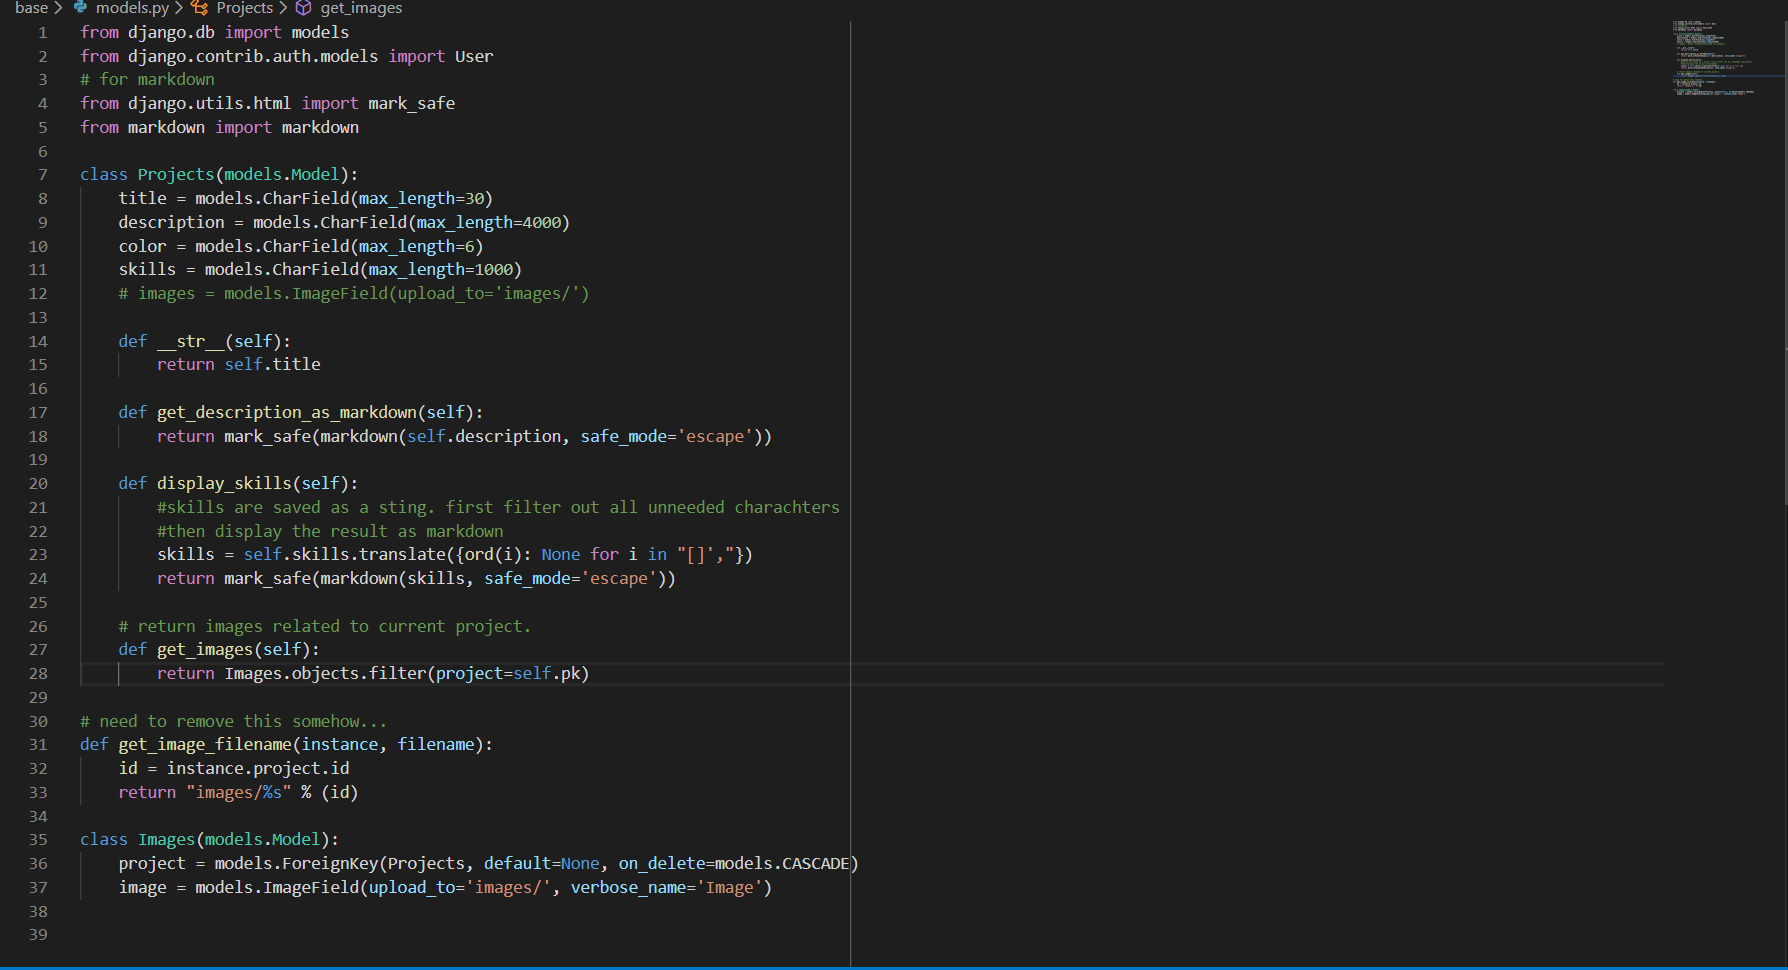 base > models.py > Projects > get_images
1 from django.db import models
2 from django.contrib.auth.models import User
3 # for markdown
4 from django.utils.html import mark_safe
5 from markdown import markdown
6
7 class Projects(models.Model):
8     title = models.CharField(max_length=30)
9     description = models.CharField(max_length=4000)
10     color = models.CharField(max_length=6)
11     skills = models.CharField(max_length=1000)
12     # images = models.ImageField(upload_to='images/')
13
14     def __str__(self):
15         return self.title
16
17     def get_description_as_markdown(self):
18         return mark_safe(markdown(self.description, safe_mode='escape'))
19
20     def display_skills(self):
21         #skills are saved as a sting. first filter out all unneeded charachters
22         #then display the result as markdown
23         skills = self.skills.translate({ord(i): None for i in "[]',"})
24         return mark_safe(markdown(skills, safe_mode='escape'))
25
26     # return images related to current project.
27     def get_images(self):
28         return Images.objects.filter(project=self.pk)
29
30 # need to remove this somehow...
31 def get_image_filename(instance, filename):
32     id = instance.project.id
33     return "images/%s" % (id)
34
35 class Images(models.Model):
36     project = models.ForeignKey(Projects, default=None, on_delete=models.CASCADE)
37     image = models.ImageField(upload_to='images/', verbose_name='Image')
38
39